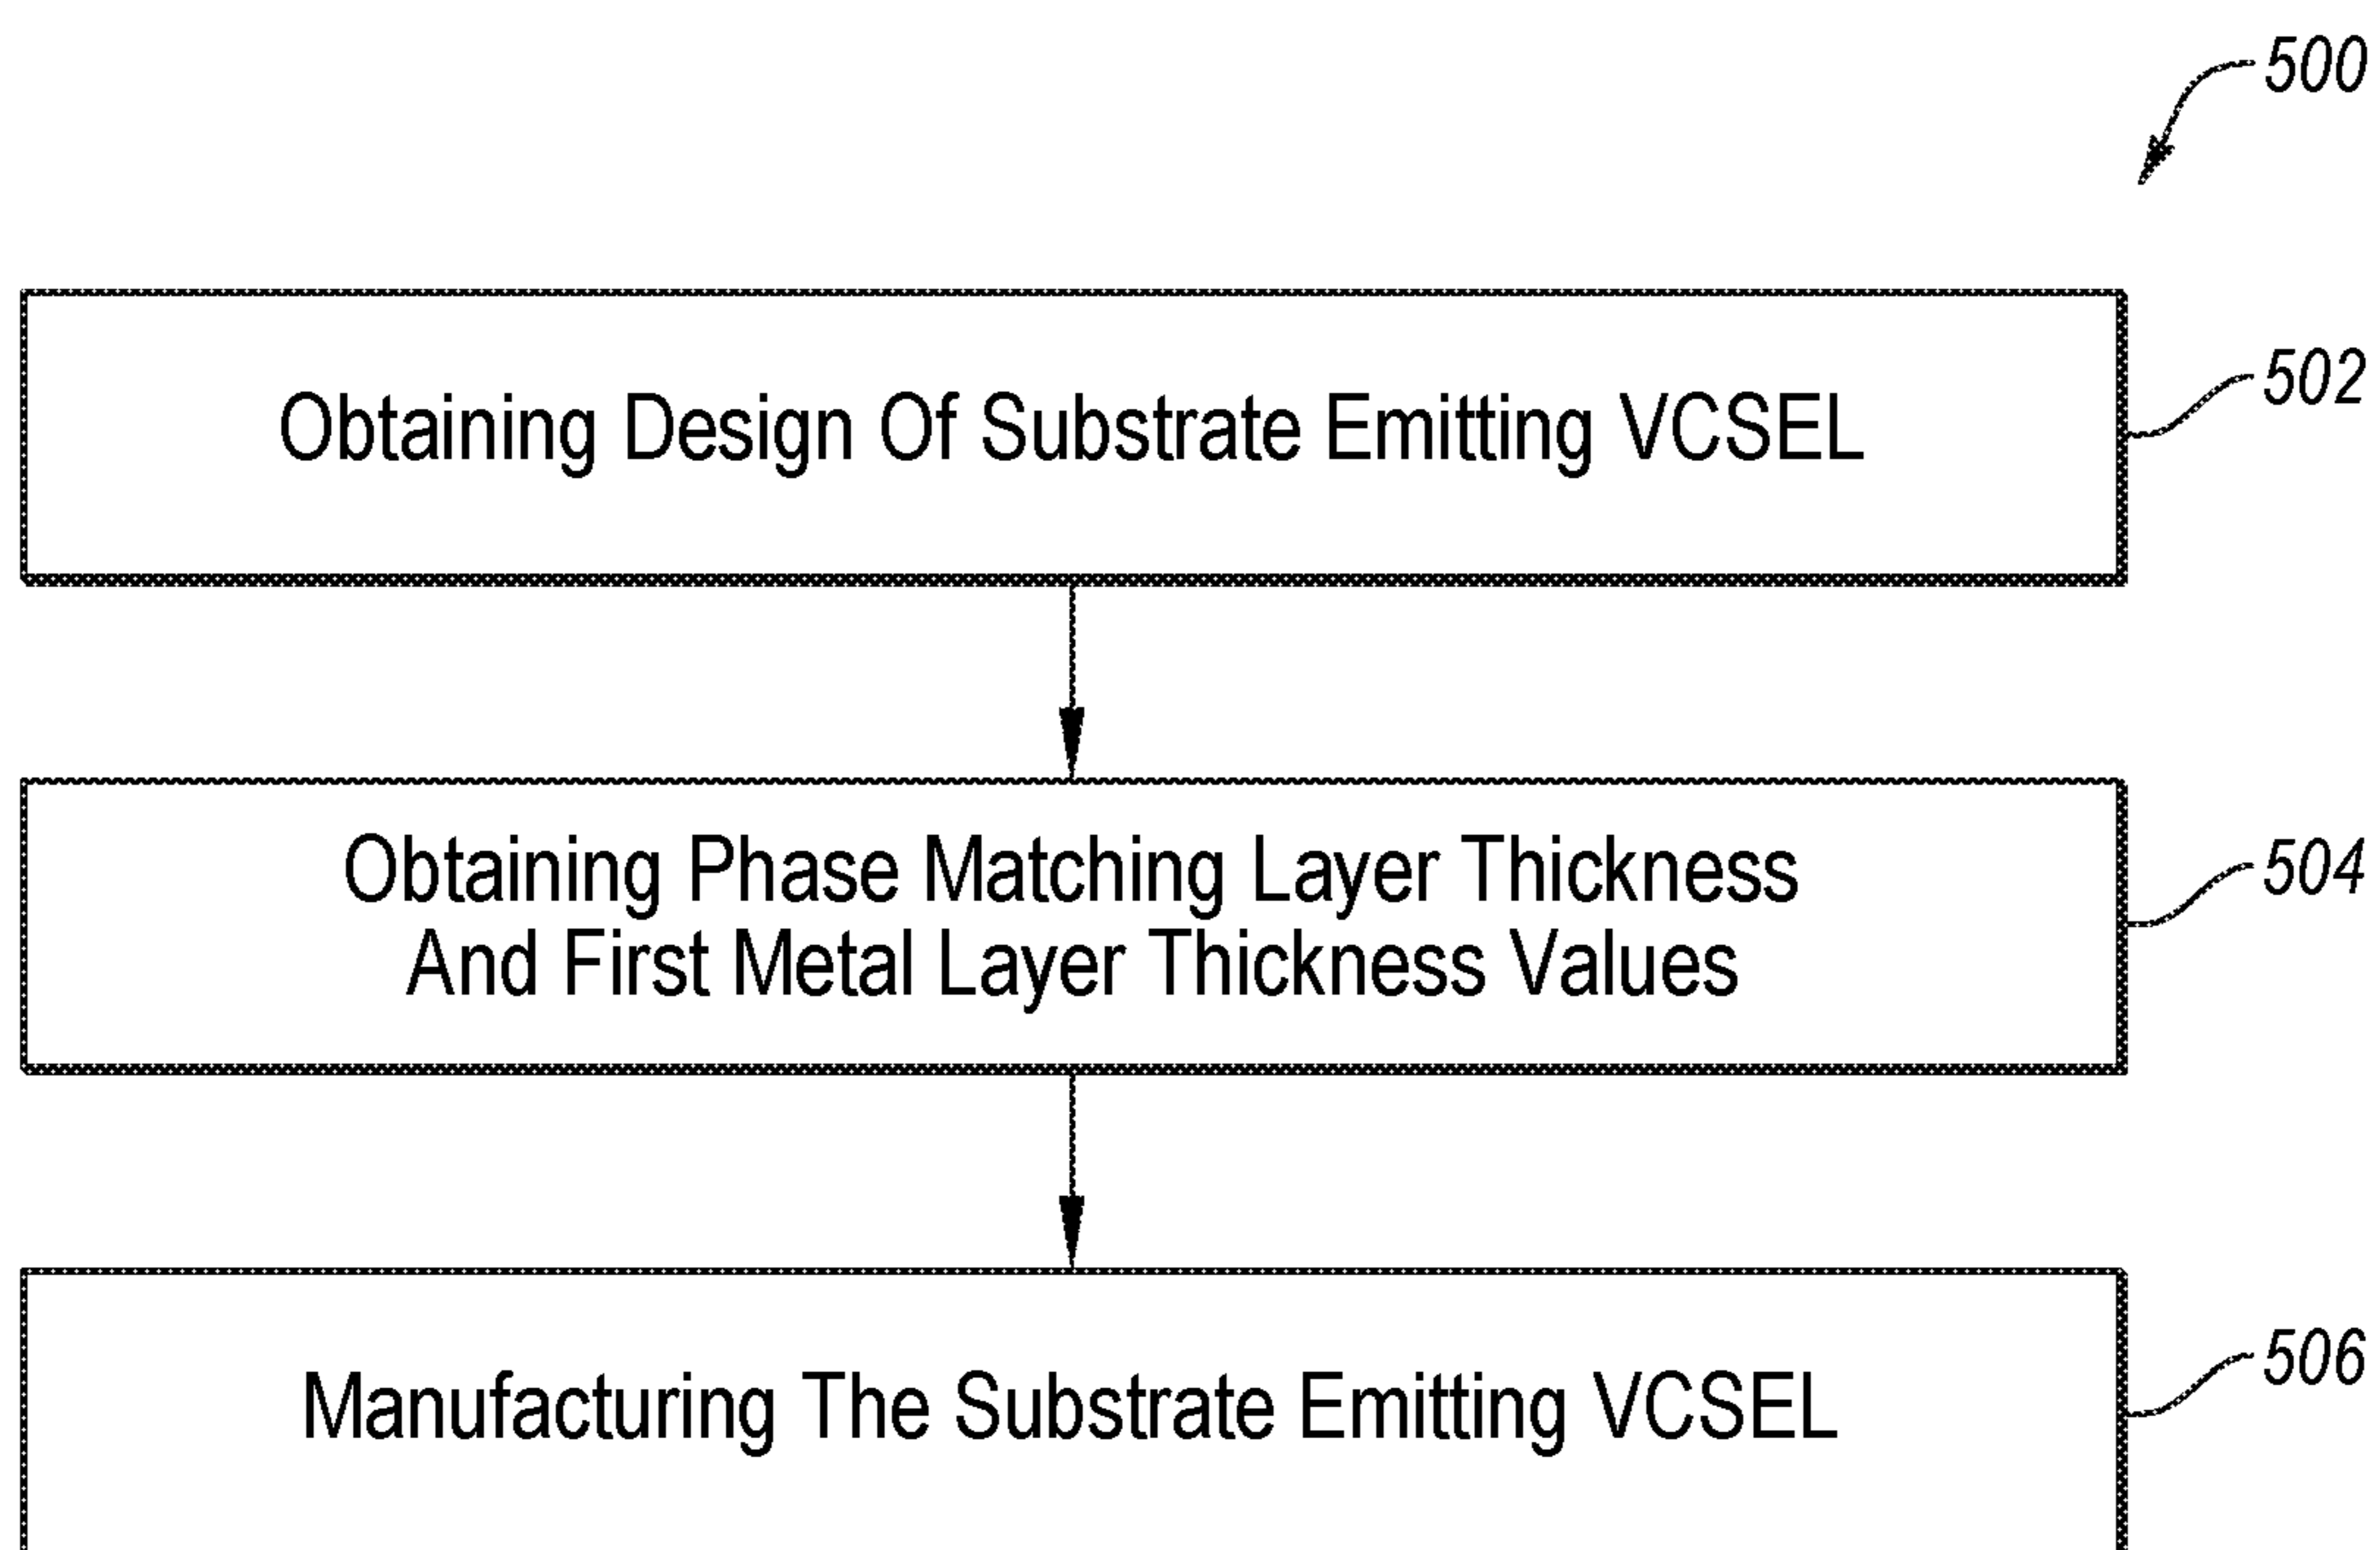 500
Obtaining Design Of Substrate Emitting VCSEL
502
Obtaining Phase Matching Layer Thickness
And First Metal Layer Thickness Values
504
Manufacturing The Substrate Emitting VCSEL
506